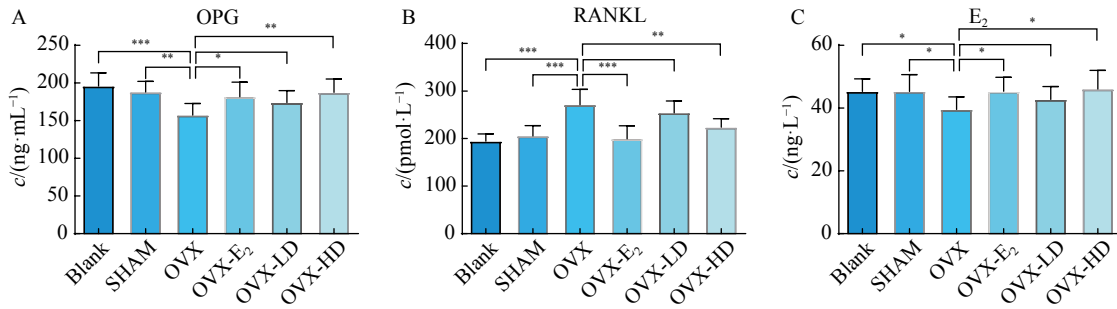 A
OPG
c/(ng·mL⁻¹)
250
200
150
100
50
0
***
**
**
*
Blank
SHAM
OVX
OVX-E₂
OVX-LD
OVX-HD
B
RANKL
c/(pmol·L⁻¹)
400
300
200
100
0
***
**
***
***
Blank
SHAM
OVX
OVX-E₂
OVX-LD
OVX-HD
C
E₂
c/(ng·L⁻¹)
60
40
20
0
*
*
*
*
Blank
SHAM
OVX
OVX-E₂
OVX-LD
OVX-HD